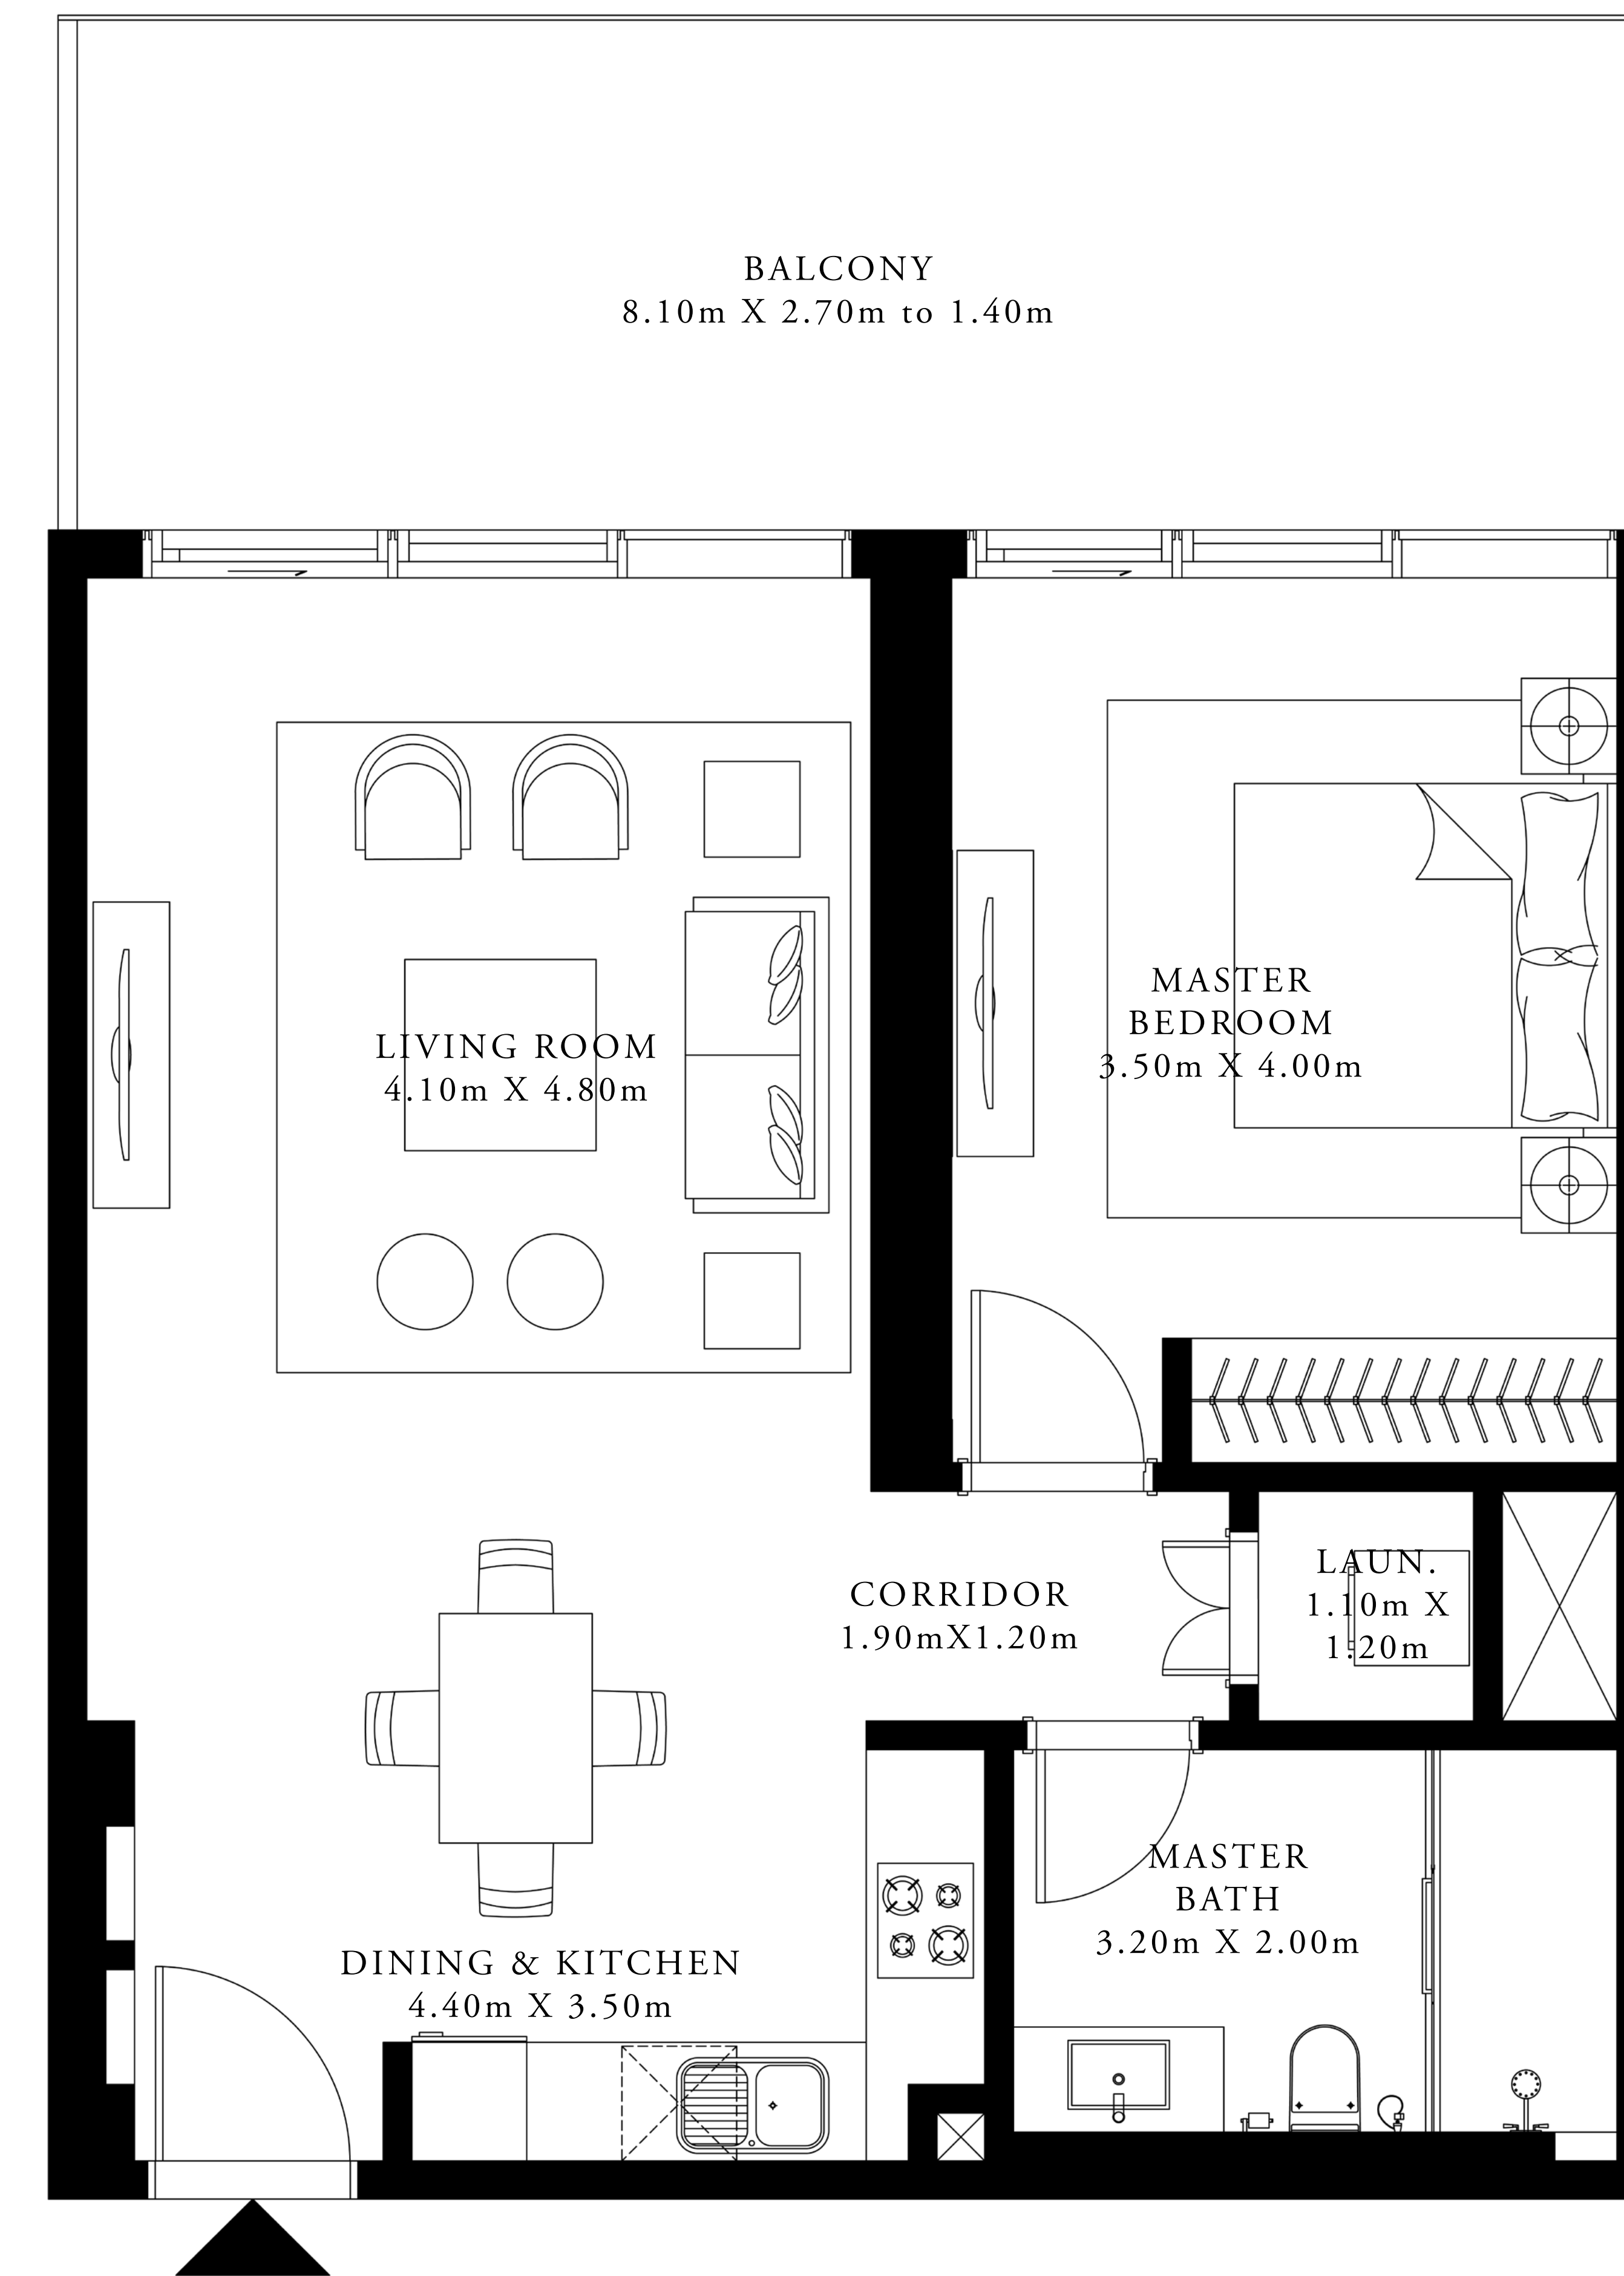 BALCONY
8.10m X 2.70m to 1.40m
LIVING ROOM
4.10m X 4.80m
MASTER
BEDROOM
3.50m X 4.00m
CORRIDOR
1.90mX1.20m
LAUN.
1.10m X
1.20m
MASTER
BATH
3.20m X 2.00m
DINING & KITCHEN
4.40m X 3.50m